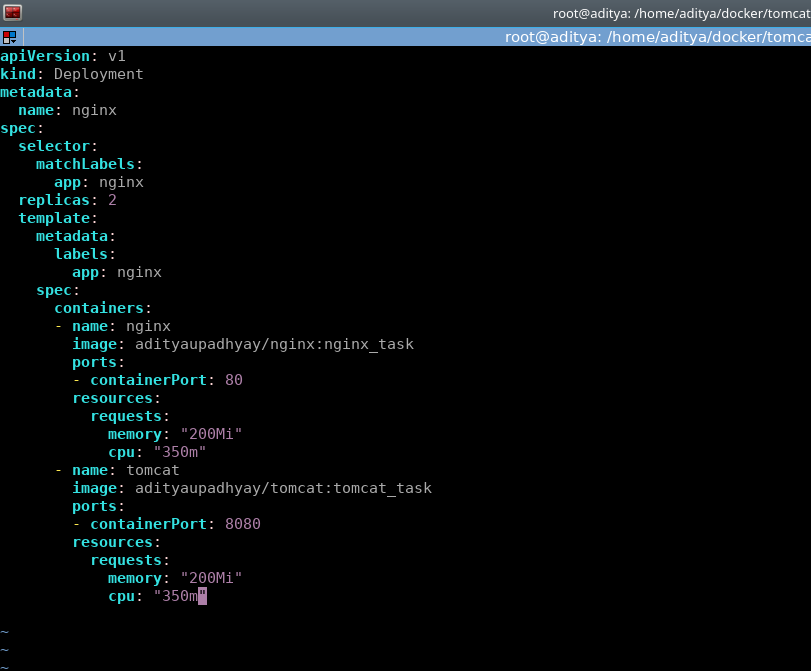 root@aditya: /home/aditya/docker/tomcat
root@aditya: /home/aditya/docker/tomca
apiVersion: v1
kind: Deployment
metadata:
  name: nginx
spec:
  selector:
    matchLabels:
      app: nginx
  replicas: 2
  template:
    metadata:
      labels:
        app: nginx
    spec:
      containers:
      - name: nginx
        image: adityaupadhyay/nginx:nginx_task
        ports:
        - containerPort: 80
        resources:
          requests:
            memory: "200Mi"
            cpu: "350m"
      - name: tomcat
        image: adityaupadhyay/tomcat:tomcat_task
        ports:
        - containerPort: 8080
        resources:
          requests:
            memory: "200Mi"
            cpu: "350m"
~
~
~